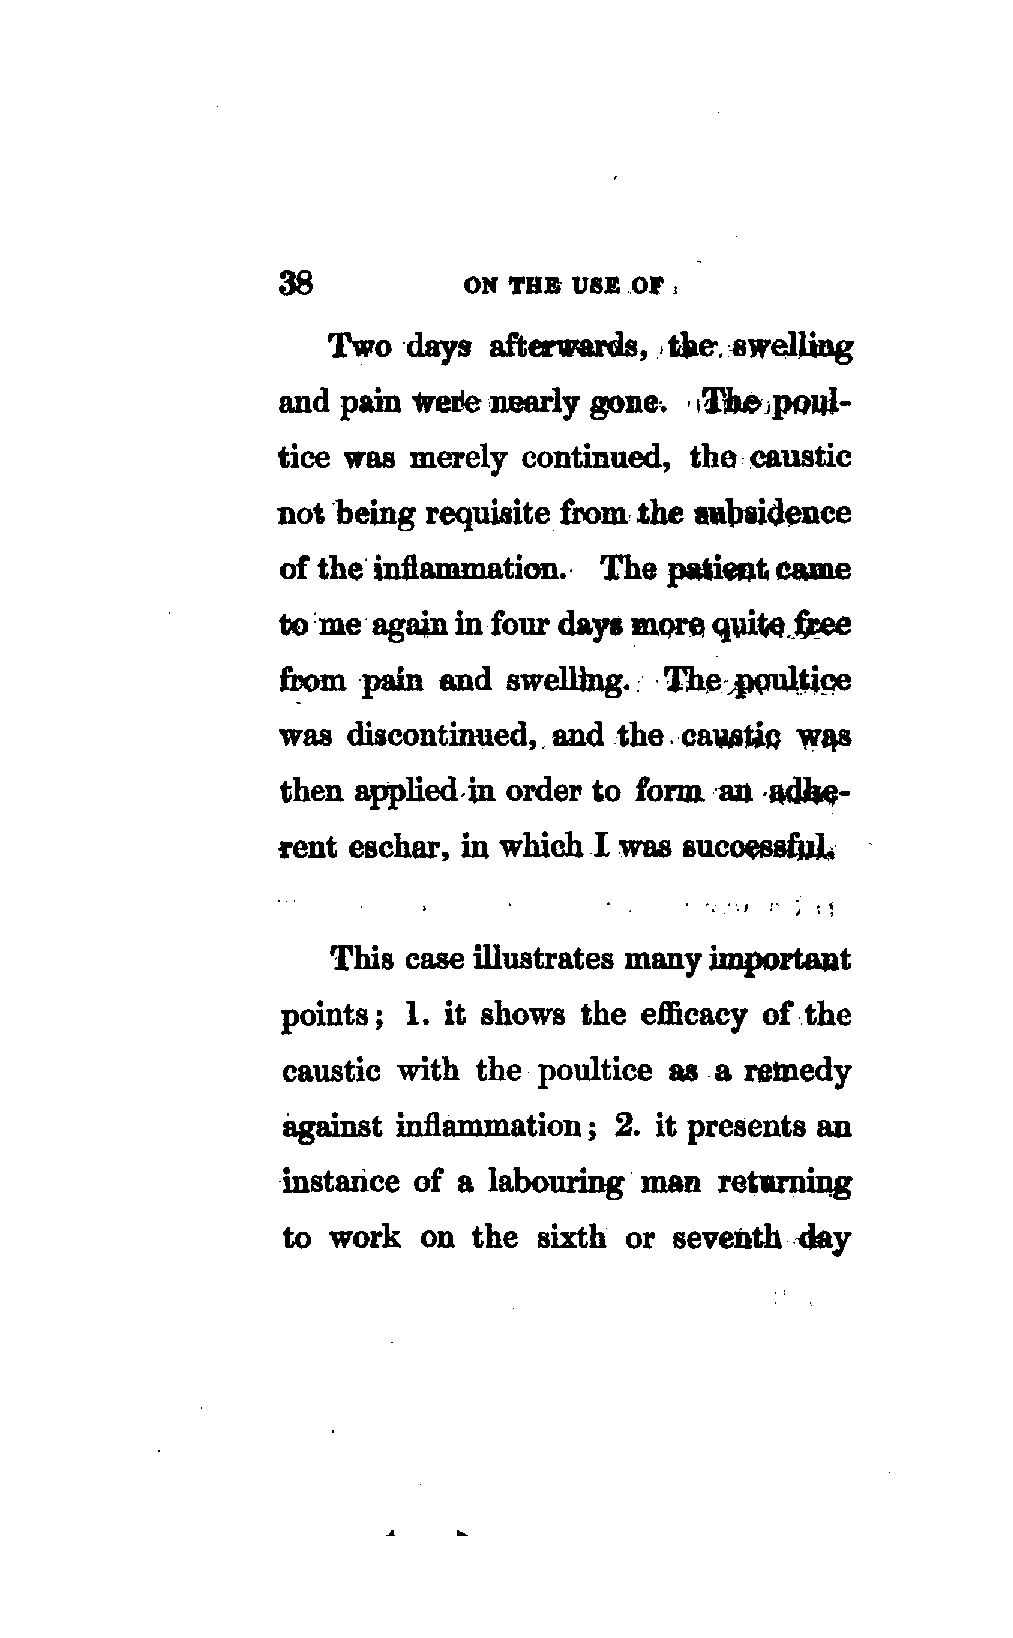 38 ON THE USE OF
Two days afterwards, the swelling
and pain were nearly gone. The poul-
tice was merely continued, the caustic
not being requisite from the subsidence
of the inflammation. The patient came
to me again in four days more quite free
from pain and swelling. The poultice
was discontinued, and the caustic was
then applied in order to form an adhe-
rent eschar, in which I was successful.
This case illustrates many important
points; 1. it shows the efficacy of the
caustic with the poultice as a remedy
against inflammation; 2. it presents an
instance of a labouring man returning
to work on the sixth or seventh day